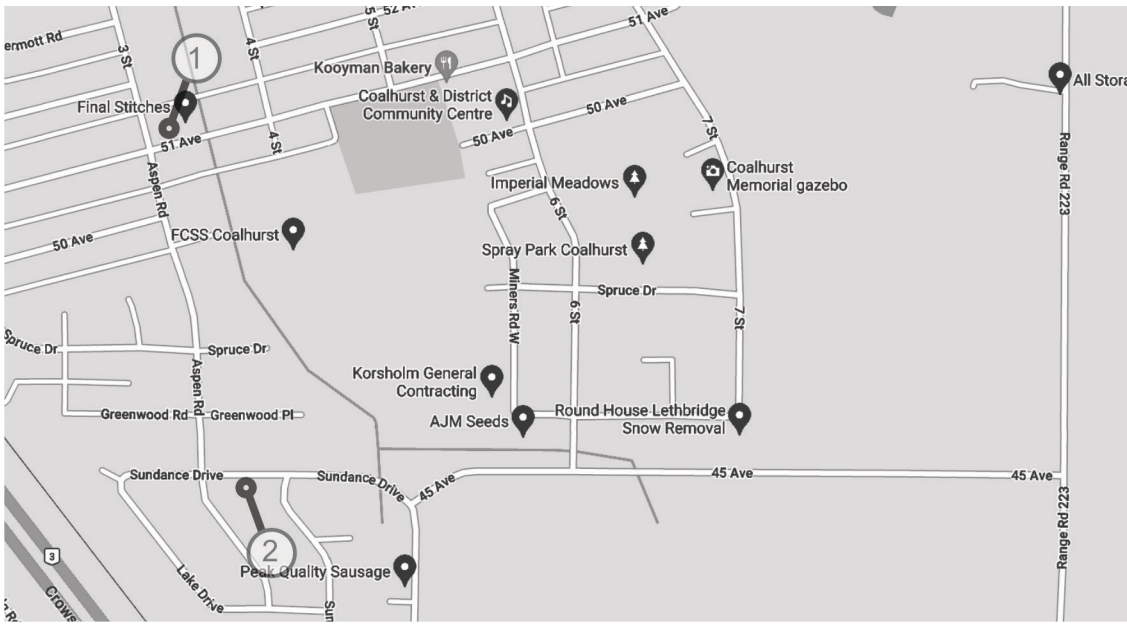 ermott Rd
3 St
1
4 St
5 St
52 A
51 Ave
Kooyman Bakery
Final Stitches
Coalhurst & District
Community Centre
50 Ave
All Stora
51 Ave
4 St
50 Ave
7 St
Range Rd 223
Aspen Rd
Imperial Meadows
Coalhurst
Memorial gazebo
6 St
50 Ave
FCSS Coalhurst
Spray Park Coalhurst
Miners Rd W
6 St
Spruce Dr
7 St
Spruce Dr
Spruce Dr
Aspen Rd
Korsholm General
Contracting
Greenwood Rd
Greenwood Pl
AJM Seeds
Round House Lethbridge
Snow Removal
Sundance Drive
Sundance Drive
45 Ave
45 Ave
45 Ave
Range Rd 223
2
3
Peak Quality Sausage
Lake Drive
Sun
Crows